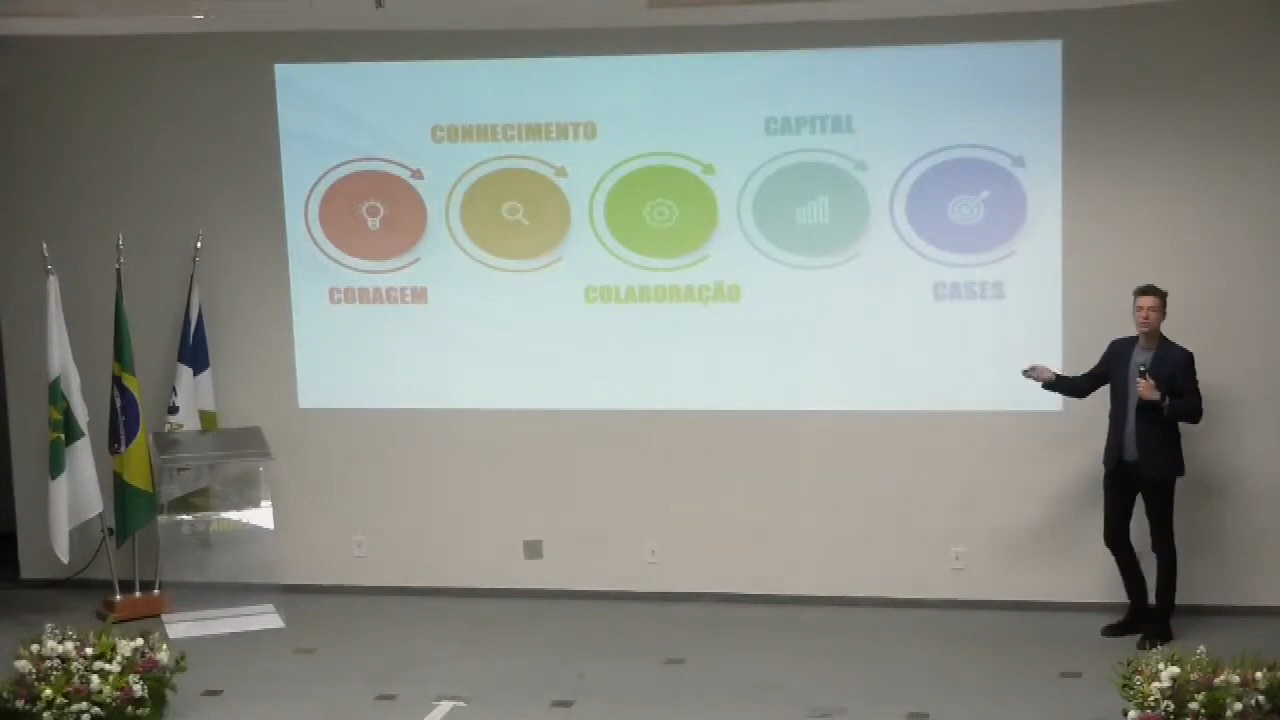 CONHECIMENTO
CAPITAL
CORAGEM
COLABORAÇÃO
CASES